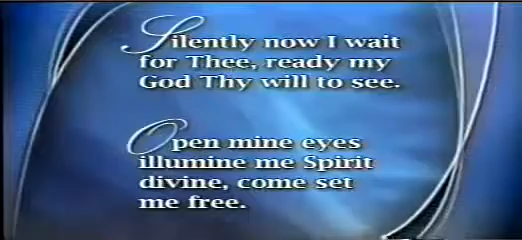 Silently now I wait
for Thee, ready my
God Thy will to see.
Open mine eyes
illumine me Spirit
divine, come set
me free.